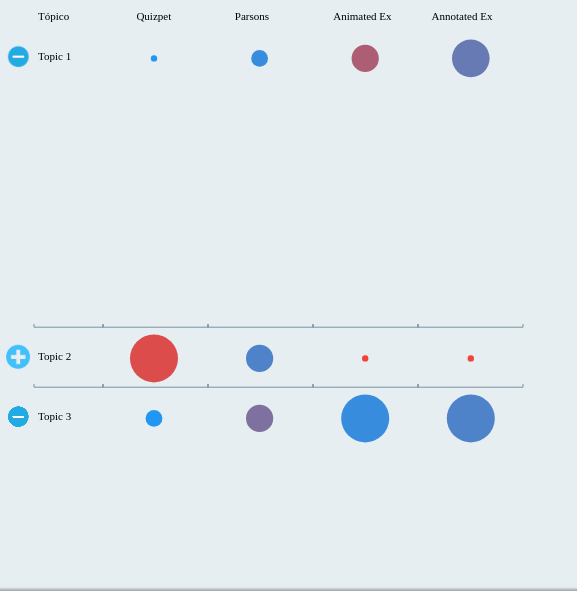 Tópico Quizpet Parsons Animated Ex Annotated Ex
Topic 1
Topic 2
Topic 3